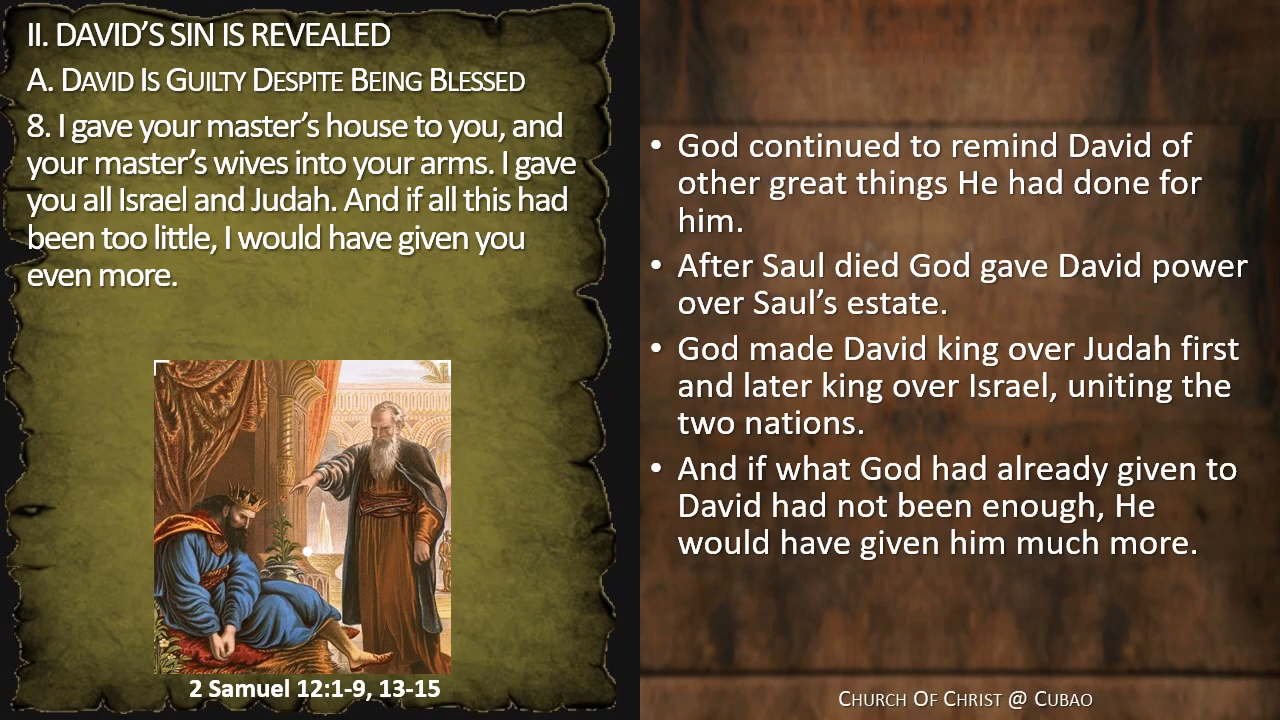 II. DAVID’S SIN IS REVEALED
A. DAVID IS GUILTY DESPITE BEING BLESSED
8. I gave your master’s house to you, and
your master’s wives into your arms. I gave
you all Israel and Judah. And if all this had
been too little, I would have given you
even more.
2 Samuel 12:1-9, 13-15
• God continued to remind David of
other great things He had done for
him.
• After Saul died God gave David power
over Saul’s estate.
• God made David king over Judah first
and later king over Israel, uniting the
two nations.
• And if what God had already given to
David had not been enough, He
would have given him much more.
CHURCH OF CHRIST @ CUBAO